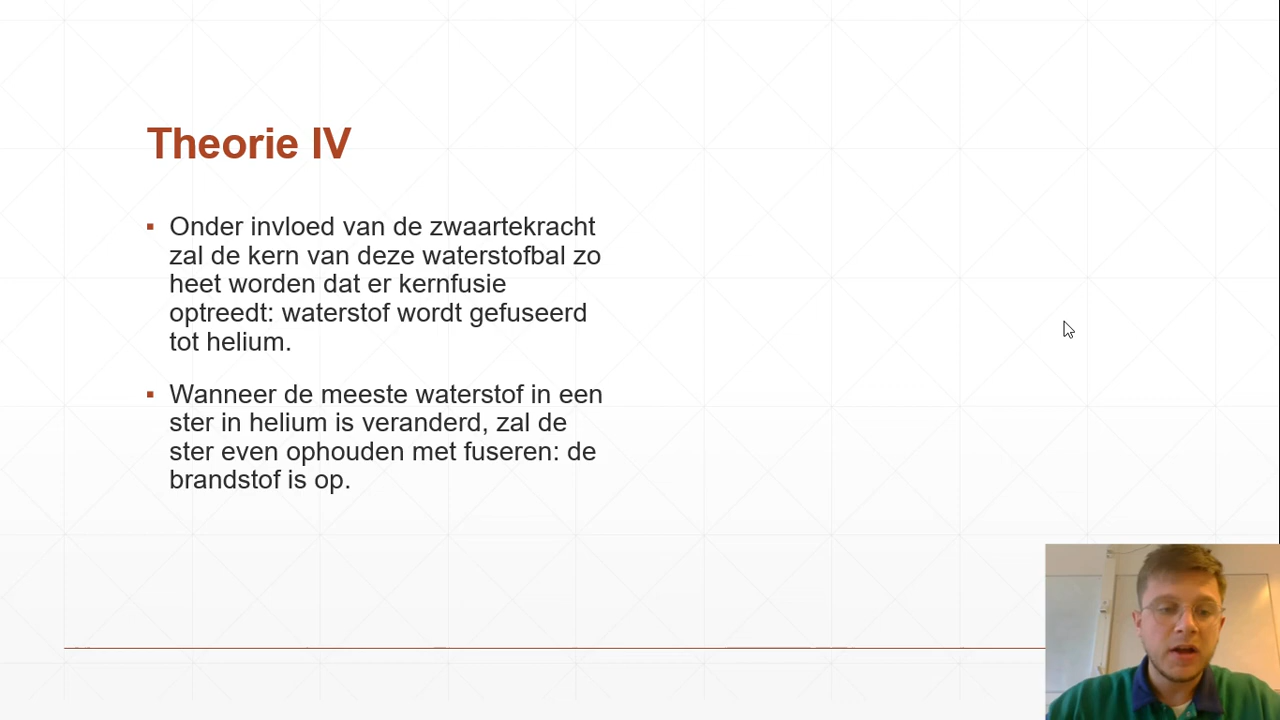 Theorie IV
Onder invloed van de zwaartekracht
zal de kern van deze waterstofbal zo
heet worden dat er kernfusie
optreedt: waterstof wordt gefuseerd
tot helium.
Wanneer de meeste waterstof in een
ster in helium is veranderd, zal de
ster even ophouden met fuseren: de
brandstof is op.